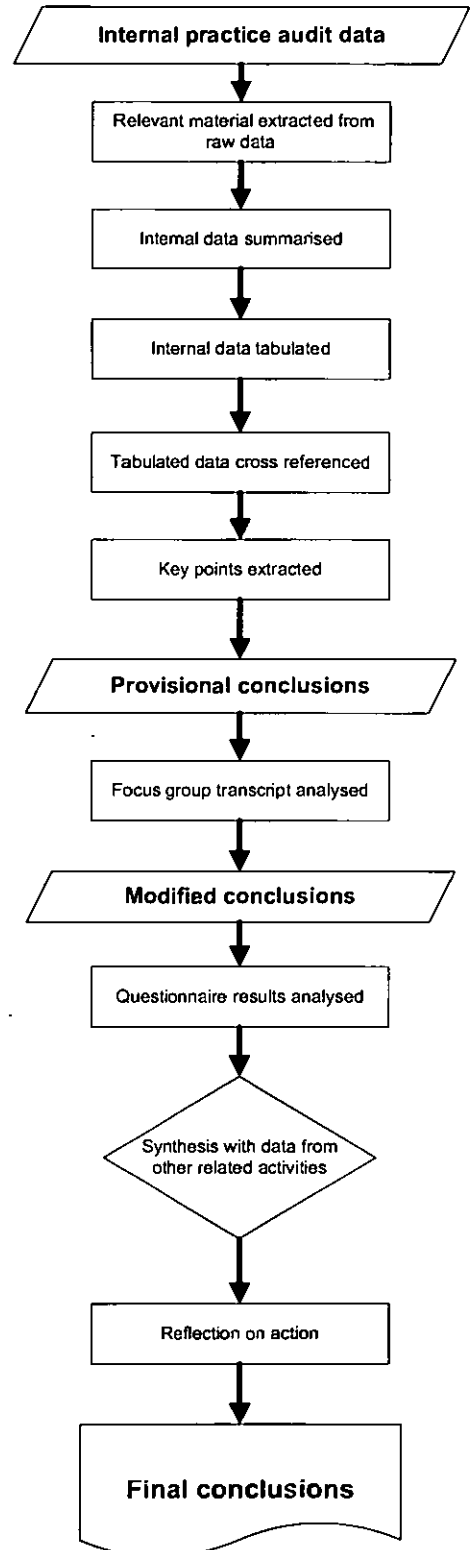 Internal practice audit data
Relevant material extracted from
raw data
Internal data summarised
Internal data tabulated
Tabulated data cross referenced
Key points extracted
Provisional conclusions
Focus group transcript analysed
Modified conclusions
Questionnaire results analysed
Synthesis with data from
other related activities
Reflection on action
Final conclusions